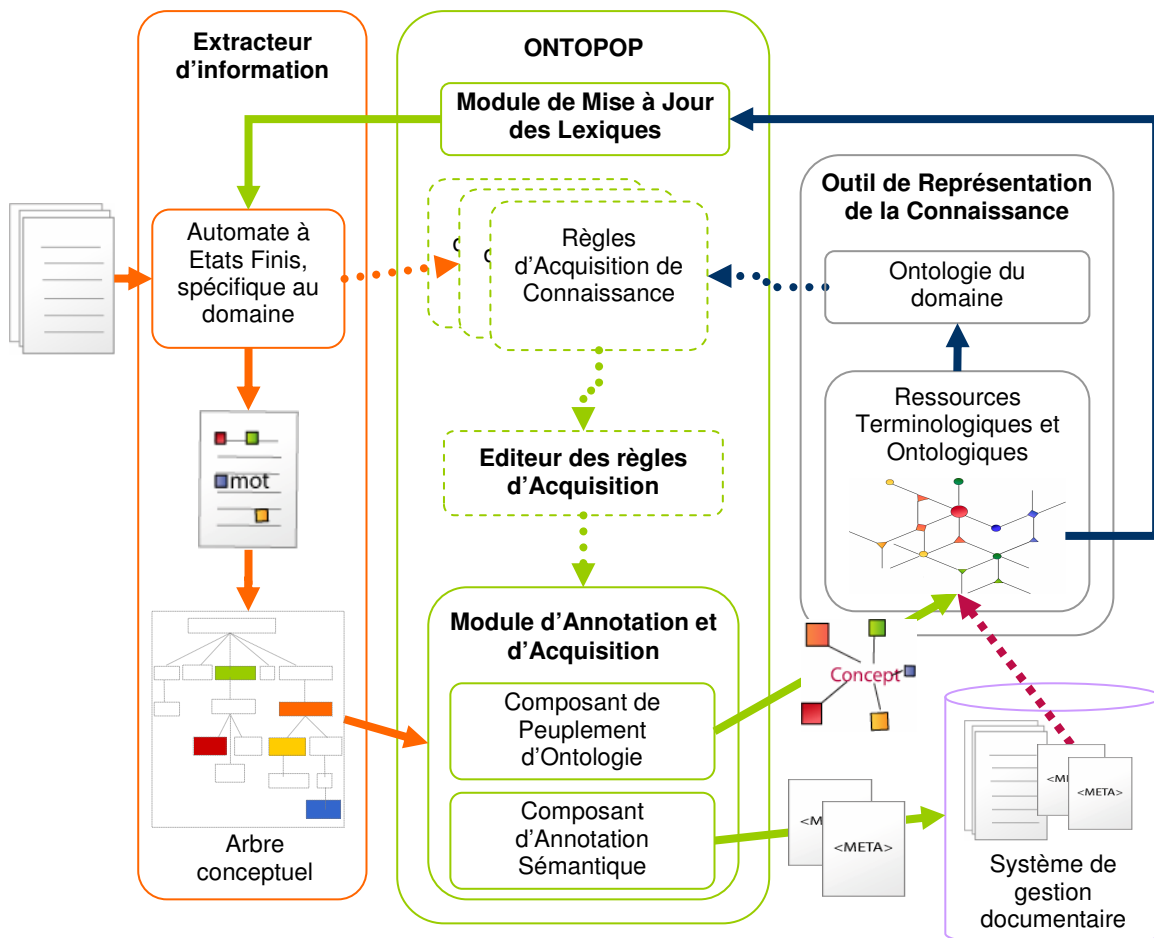 Extracteur
d’information
ONTOPOP
Module de Mise à Jour
des Lexiques
Outil de Représentation
de la Connaissance
Automate à
Etats Finis,
spécifique au
domaine
Règles
d’Acquisition de
Connaissance
Ontologie du
domaine
Ressources
Terminologiques et
Ontologiques
mot
Editeur des règles
d’Acquisition
Module d’Annotation et
d’Acquisition
Concept
Composant de
Peuplement
d’Ontologie
Composant
d’Annotation
Sémantique
<META>
<META>
Arbre
conceptuel
Système de
gestion
documentaire